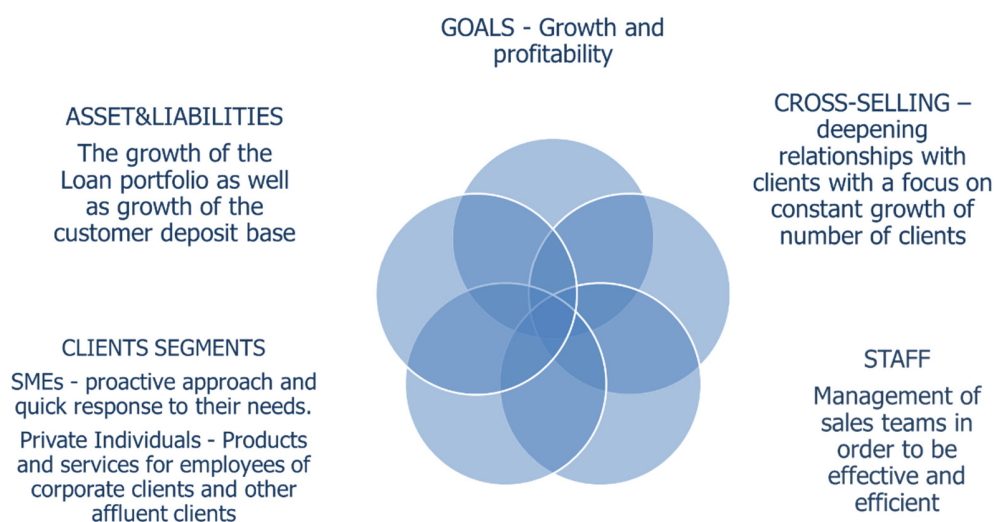 GOALS - Growth and
profitability
ASSET&LIABILITIES
The growth of the
Loan portfolio as well
as growth of the
customer deposit base
CROSS-SELLING –
deepening
relationships with
clients with a focus on
constant growth of
number of clients
CLIENTS SEGMENTS
SMEs - proactive approach and
quick response to their needs.
Private Individuals - Products
and services for employees of
corporate clients and other
affluent clients
STAFF
Management of
sales teams in
order to be
effective and
efficient